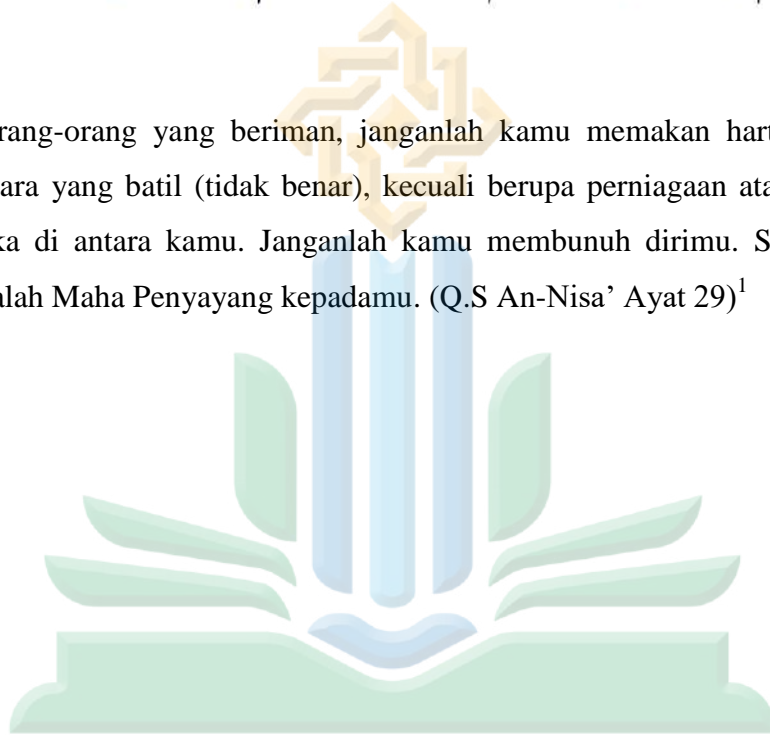 rang-orang yang beriman, janganlah kamu memakan hart
ara yang batil (tidak benar), kecuali berupa perniagaan ata
ka di antara kamu. Janganlah kamu membunuh dirimu. S
alah Maha Penyayang kepadamu. (Q.S An-Nisa’ Ayat 29)1